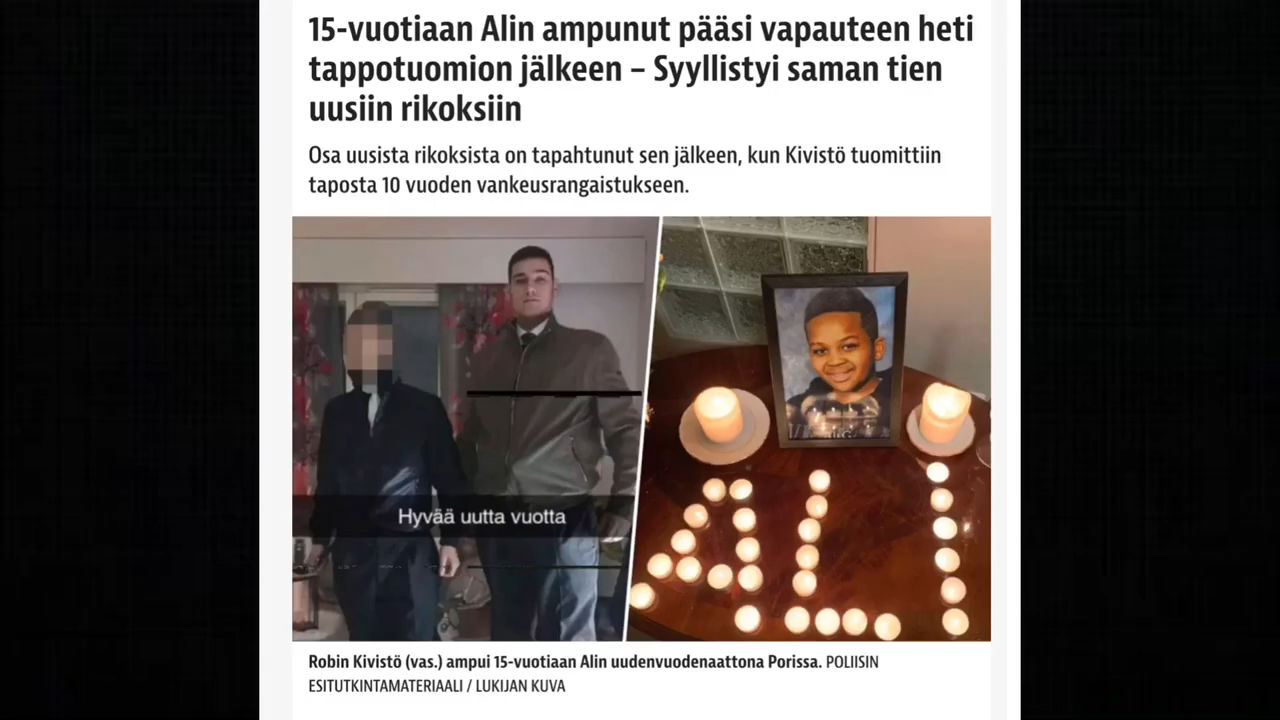 15-vuotiaan Alin ampunut pääsi vapauteen heti
tappotuomion jälkeen – Syyllistyi saman tien
uusiin rikoksiin
Osa uusista rikoksista on tapahtunut sen jälkeen, kun Kivistö tuomittiin
taposta 10 vuoden vankeusrangaistukseen.
Hyvää uutta vuotta
ALI
Robin Kivistö (vas.) ampui 15-vuotiaan Alin uudenvuodenaattona Porissa. POLIISIN
ESITUTKINTAMATERIAALI / LUKIJAN KUVA